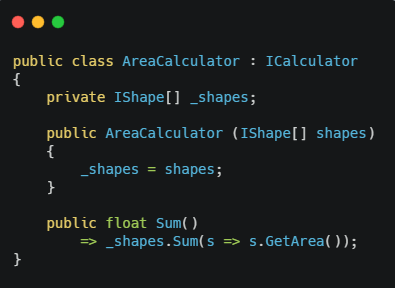 public class AreaCalculator : ICalculator
{
    private IShape[] _shapes;

    public AreaCalculator (IShape[] shapes)
    {
        _shapes = shapes;
    }

    public float Sum()
        => _shapes.Sum(s => s.GetArea());
}